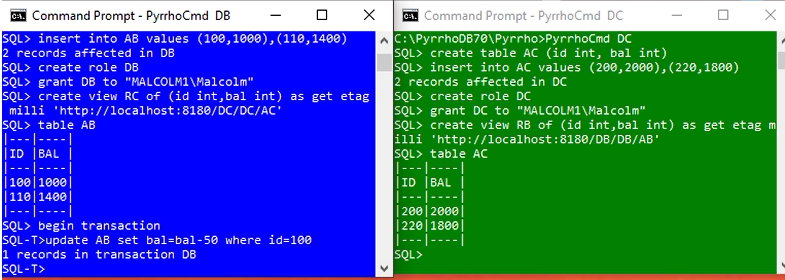 Command Prompt - PyrrhoCmd DB
SQL> insert into AB values (100,1000),(110,1400)
2 records affected in DB
SQL> create role DB
SQL> grant DB to "MALCOLM1\Malcolm"
SQL> create view RC of (id int,bal int) as get etag
milli 'http://localhost:8180/DC/DC/AC'
SQL> table AB
|---|----|
|ID |BAL |
|---|----|
|100|1000|
|110|1400|
|---|----|
SQL> begin transaction
SQL-T>update AB set bal=bal-50 where id=100
1 records in transaction DB
SQL-T>
Command Prompt - PyrrhoCmd DC
C:\PyrrhoDB70\Pyrrho>PyrrhoCmd DC
SQL> create table AC (id int, bal int)
SQL> insert into AC values (200,2000),(220,1800)
2 records affected in DC
SQL> create role DC
SQL> grant DC to "MALCOLM1\Malcolm"
SQL> create view RB of (id int,bal int) as get etag m
illi 'http://localhost:8180/DB/DB/AB'
SQL> table AC
|---|----|
|ID |BAL |
|---|----|
|200|2000|
|220|1800|
|---|----|
SQL>